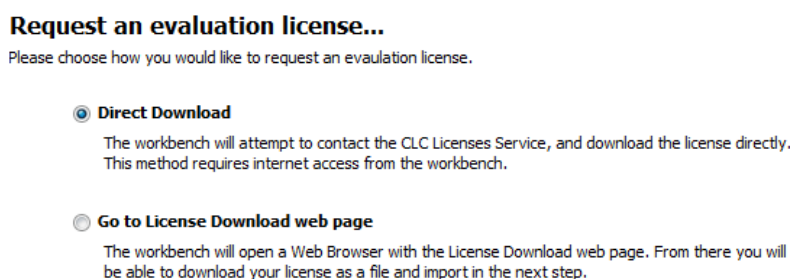 Request an evaluation license...
Please choose how you would like to request an evaulation license.
Direct Download
The workbench will attempt to contact the CLC Licenses Service, and download the license directly.
This method requires internet access from the workbench.
Go to License Download web page
The workbench will open a Web Browser with the License Download web page. From there you will
be able to download your license as a file and import in the next step.